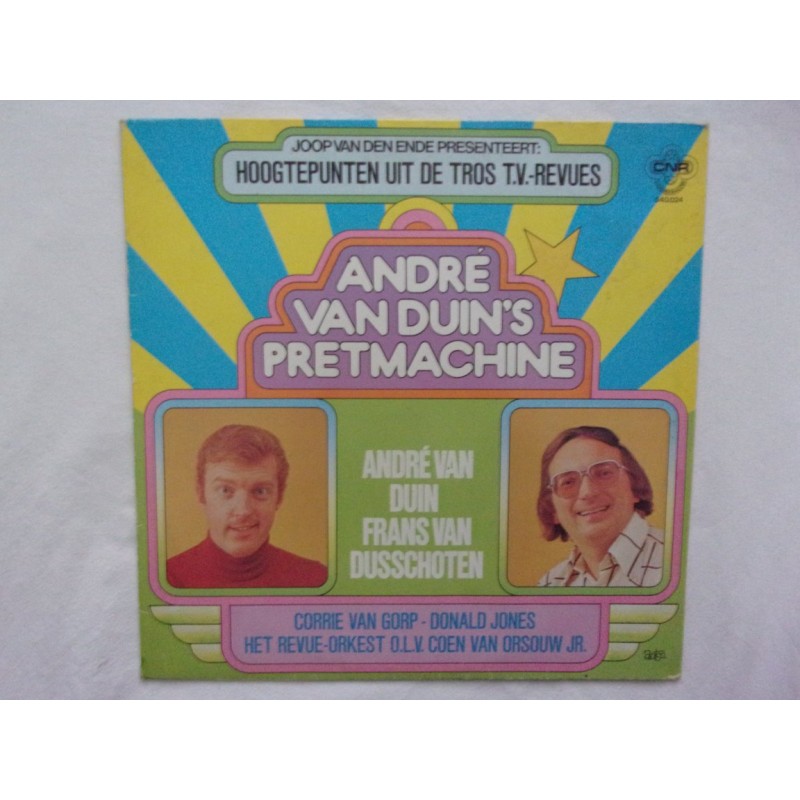 JOOP VAN DEN ENDE PRESENTEERT:
HOOGTEPUNTEN UIT DE TROS T.V.-REVUES
CNR
ANDRÉ
VAN DUIN'S
PRETMACHINE
ANDRÉ VAN
DUIN
FRANS VAN
DUSSCHOTEN
CORRIE VAN GORP - DONALD JONES
HET REVUE-ORKEST O.L.V. COEN VAN ORSOUW JR.